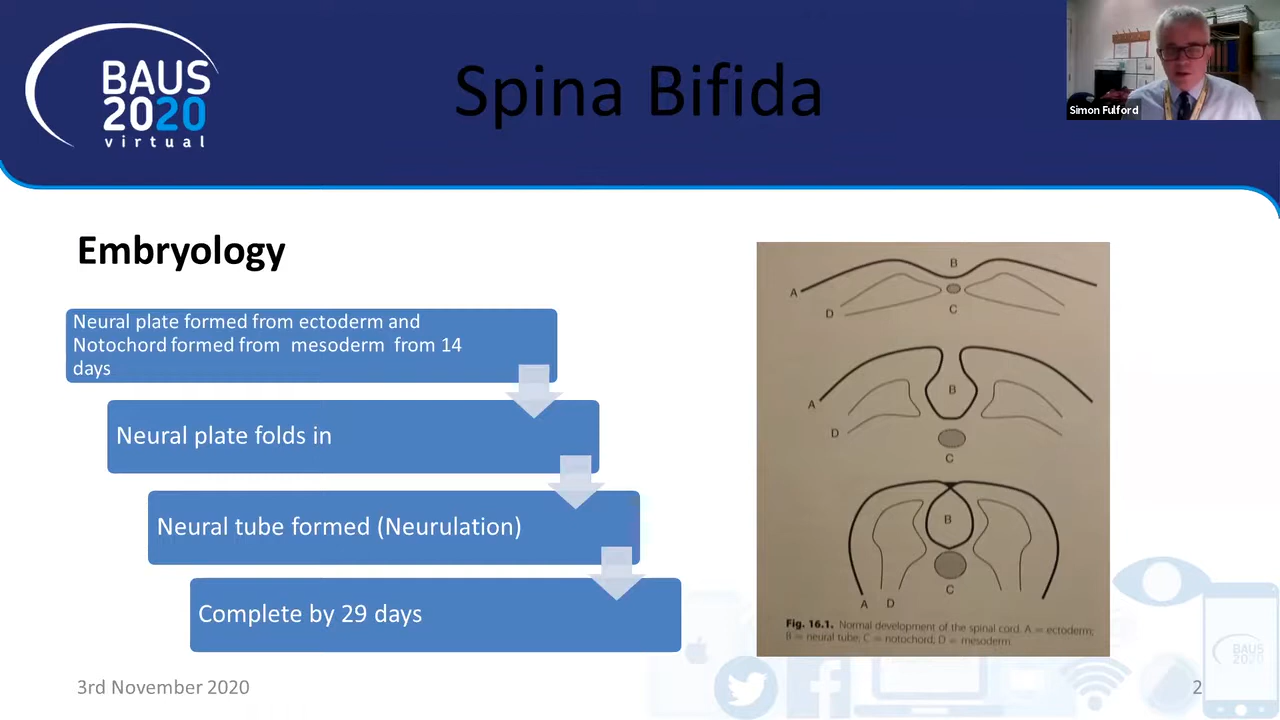 BAUS
2020
virtual
Spina Bifida
Simon Fulford
Embryology
Neural plate formed from ectoderm and
Notochord formed from mesoderm from 14
days
Neural plate folds in
Neural tube formed (Neurulation)
Complete by 29 days
B
A
D
C
B
A
D
C
B
C
A D
Fig. 16.1. Normal development of the spinal cord. A = ectoderm;
B = neural tube; C = notochord; D = mesoderm
BAUS
2020
3rd November 2020
2